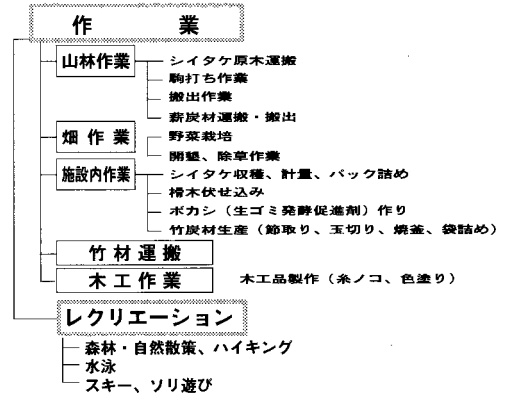 作業
山林作業
シイタケ原木運搬
駒打ち作業
搬出作業
薪炭材運搬・搬出
畑作業
野菜栽培
開墾、除草作業
施設内作業
シイタケ収穫、計量、パック詰め
榾木伏せ込み
ボカシ（生ゴミ発酵促進剤）作り
竹炭材生産（節取り、玉切り、焼釜、袋詰め）
竹材運搬
木工作業
木工品製作（糸ノコ、色塗り）
レクリエーション
森林・自然散策、ハイキング
水泳
スキー、ソリ遊び